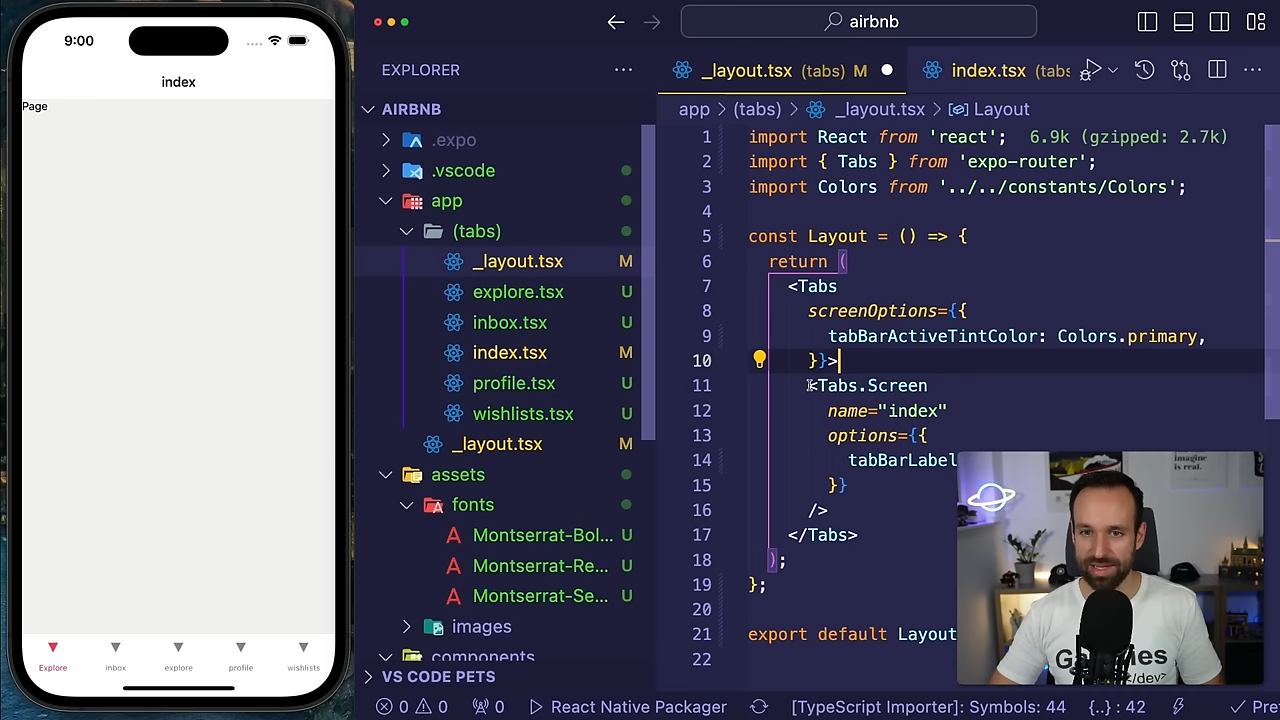 9:00
index
Page
Explore
inbox
explore
profile
wishlists
airbnb
EXPLORER
AIRBNB
.expo
.vscode
app
(tabs)
_layout.tsx M
explore.tsx U
inbox.tsx U
index.tsx M
profile.tsx U
wishlists.tsx U
_layout.tsx M
assets
fonts
Montserrat-Bol... U
Montserrat-Re... U
Montserrat-Se... U
images
components
VS CODE PETS
_layout.tsx (tabs) M
index.tsx (tabs
app > (tabs) > _layout.tsx > Layout
1 import React from 'react'; 6.9k (gzipped: 2.7k)
2 import { Tabs } from 'expo-router';
3 import Colors from '../../constants/Colors';
4
5 const Layout = () => {
6 return (
7 <Tabs
8 screenOptions={{
9 tabBarActiveTintColor: Colors.primary,
10 }}>
11 <Tabs.Screen
12 name="index"
13 options={{
14 tabBarLabel
15 }}
16 />
17 </Tabs>
18 );
19 };
20
21 export default Layout
22
imagine
is real.
</dev>
0 0 0 React Native Packager [TypeScript Importer]: Symbols: 44 {..} : 42 Pre